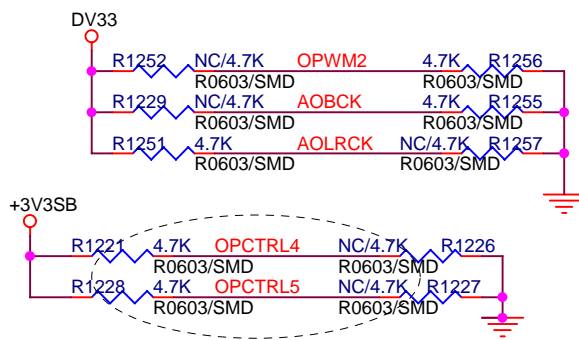 DV33
R1252 NC/4.7K OPWM2 4.7K R1256
R0603/SMD R0603/SMD
R1229 NC/4.7K AOBCK 4.7K R1255
R0603/SMD R0603/SMD
R1251 4.7K AOLRCK NC/4.7K R1257
R0603/SMD R0603/SMD
+3V3SB
R1221 4.7K OPCTRL4 NC/4.7K R1226
R0603/SMD R0603/SMD
R1228 4.7K OPCTRL5 NC/4.7K R1227
R0603/SMD R0603/SMD